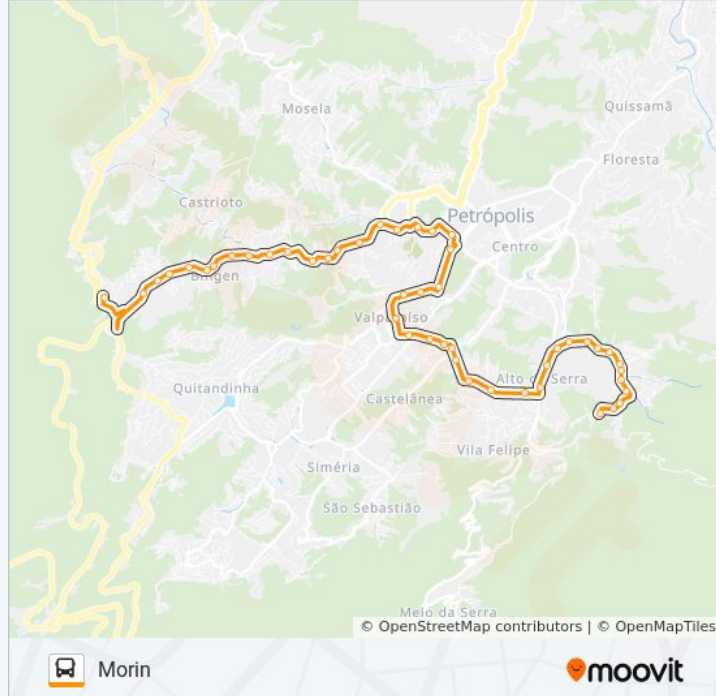 Mosela
Quissamã
Floresta
Castrioto
Petrópolis
Centro
Bingen
Valparaíso
Quitandinha
Alto da Serra
Castelânea
Vila Felipe
Siméria
São Sebastião
Meio da Serra
© OpenStreetMap contributors | © OpenMapTiles
Morin
moovit